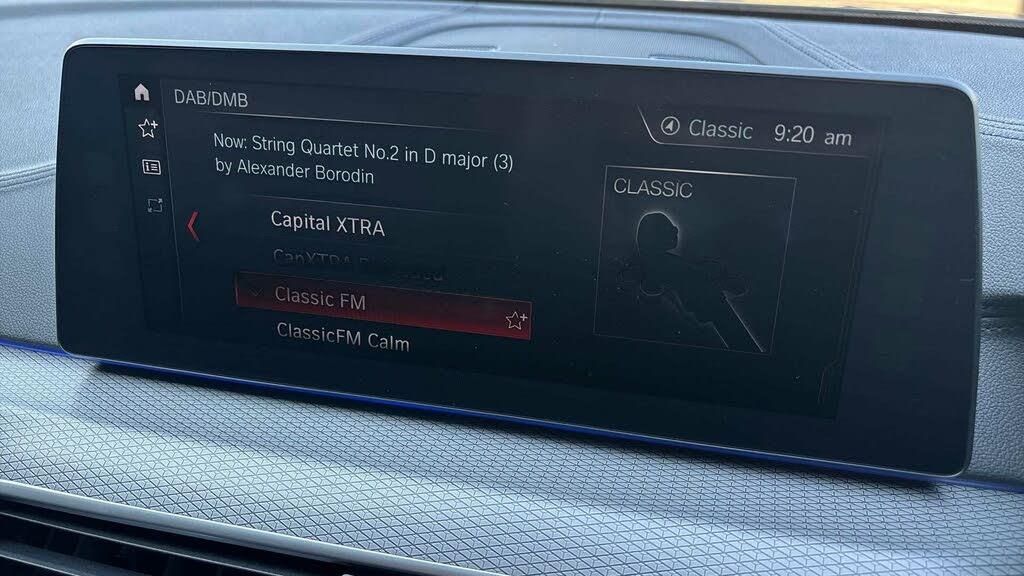 DAB/DMB
Classic 9:20 am
Now: String Quartet No.2 in D major (3)
by Alexander Borodin
CLASSIC
Capital XTRA
CapXTRA
Classic FM
ClassicFM Calm